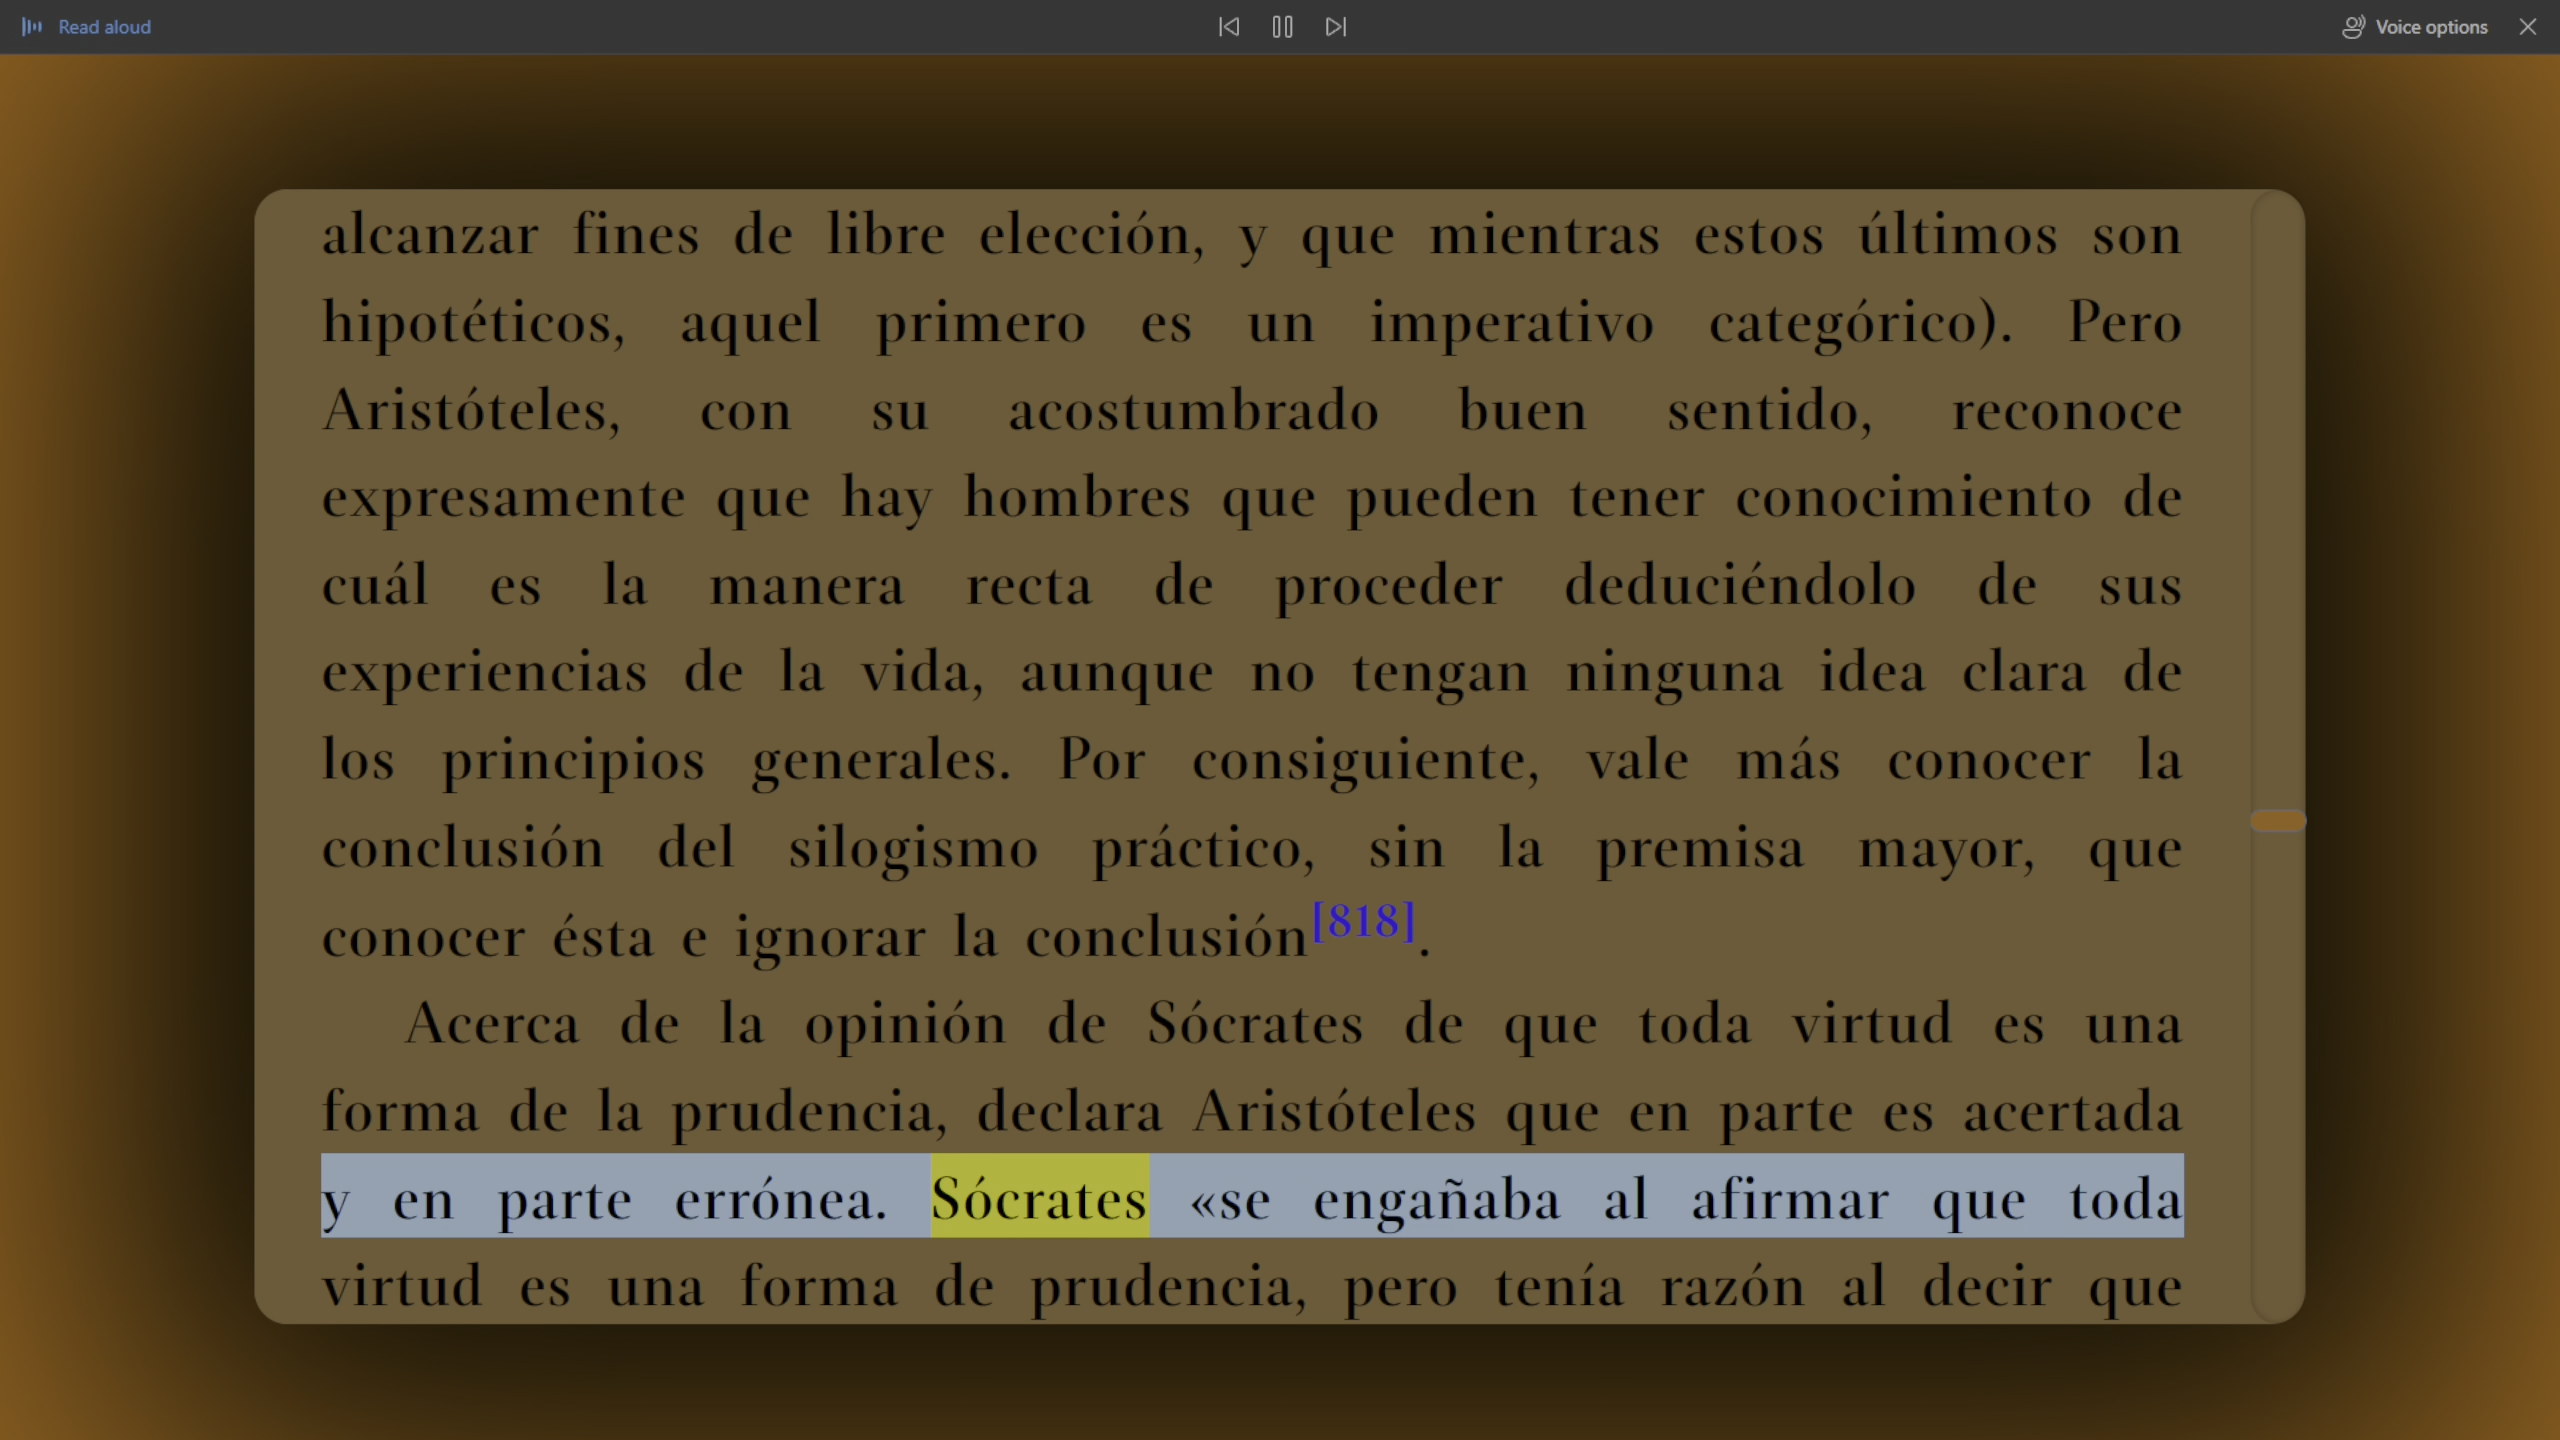 Read aloud
Voice options
alcanzar fines de libre elección, y que mientras estos últimos son
hipotéticos, aquel primero es un imperativo categórico). Pero
Aristóteles, con su acostumbrado buen sentido, reconoce
expresamente que hay hombres que pueden tener conocimiento de
cuál es la manera recta de proceder deduciéndolo de sus
experiencias de la vida, aunque no tengan ninguna idea clara de
los principios generales. Por consiguiente, vale más conocer la
conclusión del silogismo práctico, sin la premisa mayor, que
conocer ésta e ignorar la conclusión[818].
Acerca de la opinión de Sócrates de que toda virtud es una
forma de la prudencia, declara Aristóteles que en parte es acertada
y en parte errónea. Sócrates «se engañaba al afirmar que toda
virtud es una forma de prudencia, pero tenía razón al decir que